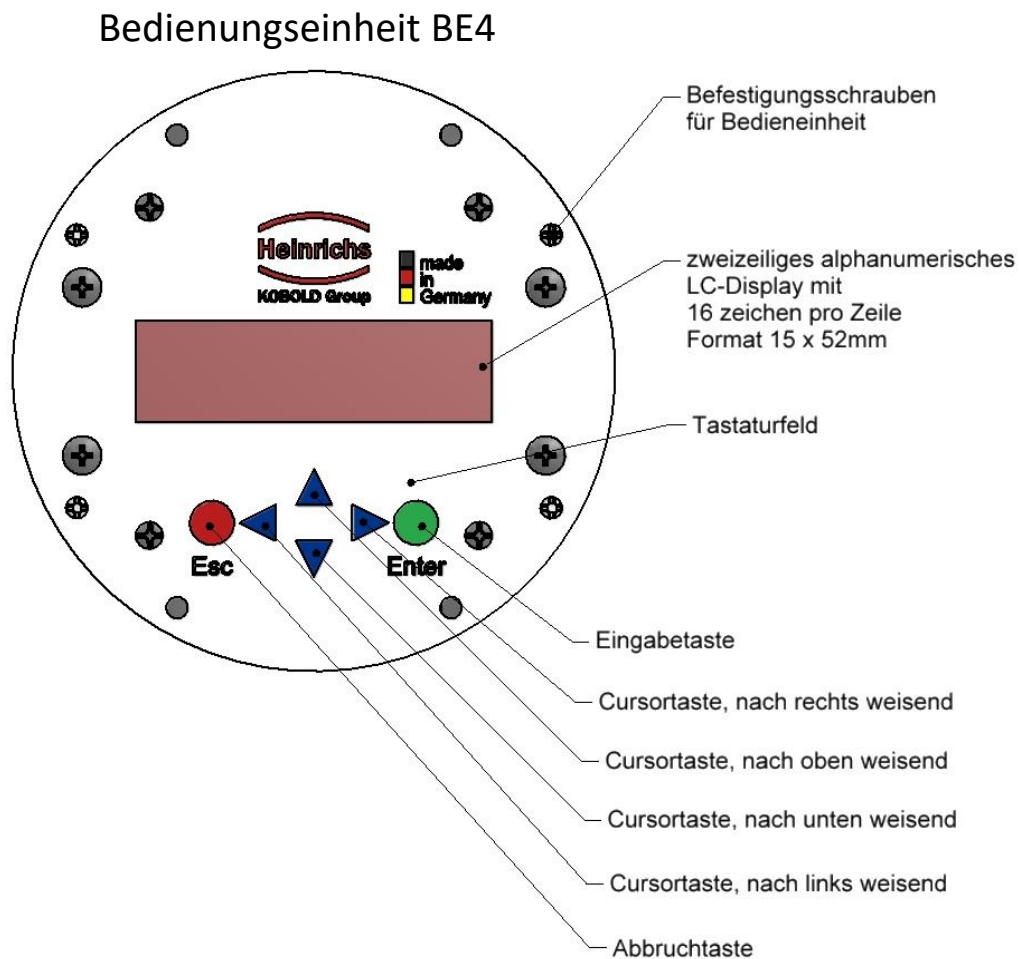 Bedienungseinheit BE4
Befestigungsschrauben
für Bedieneinheit
Heinrichs
KOBOLD Group
made
in
Germany
zweizeiliges alphanumerisches
LC-Display mit
16 zeichen pro Zeile
Format 15 x 52mm
Tastaturfeld
Esc
Enter
Eingabetaste
Cursortaste, nach rechts weisend
Cursortaste, nach oben weisend
Cursortaste, nach unten weisend
Cursortaste, nach links weisend
Abbruchtaste